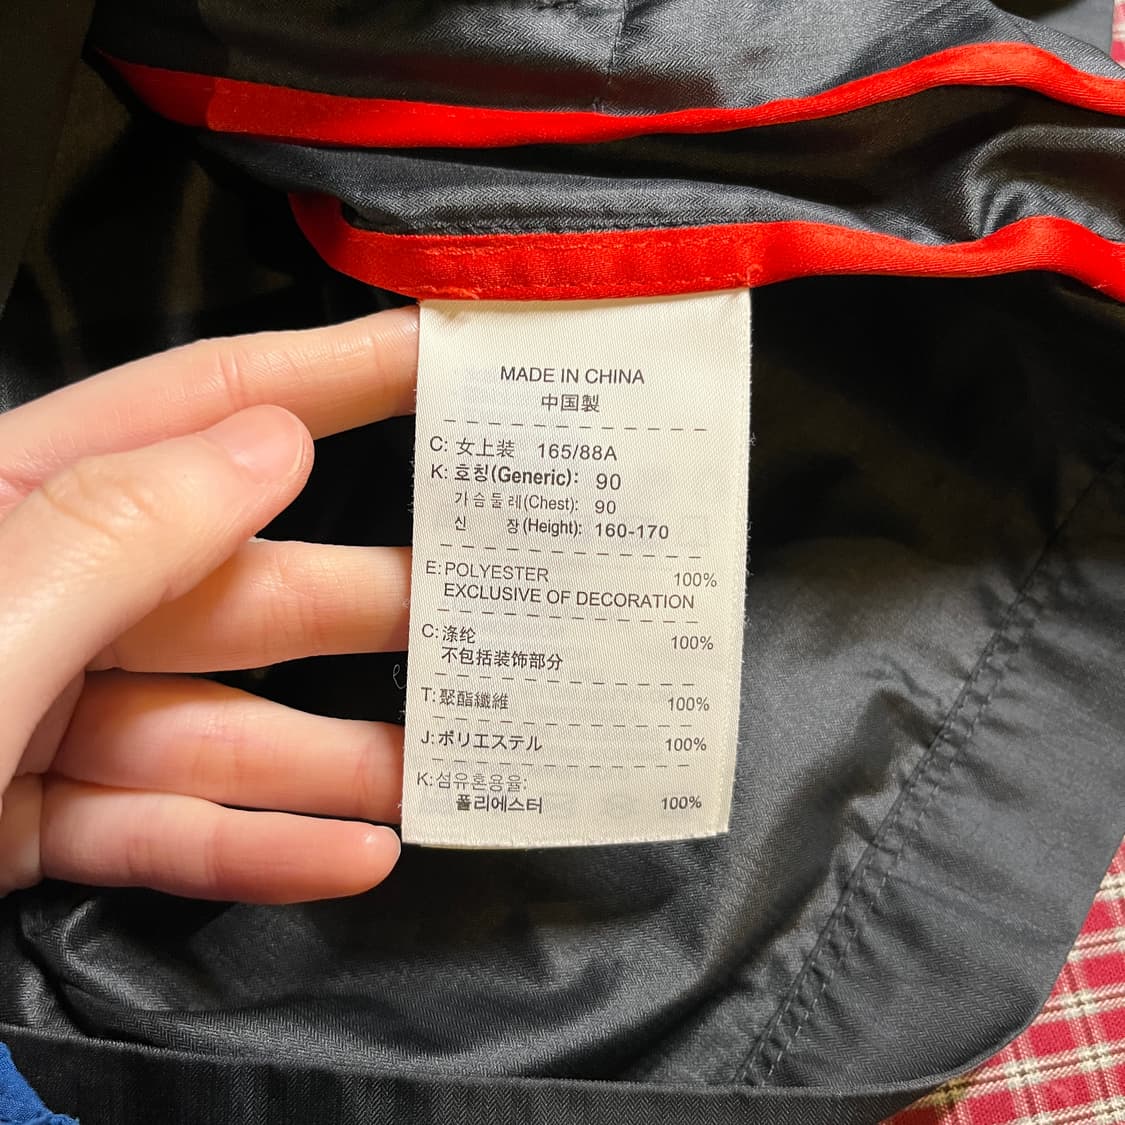 MADE IN CHINA
中国製
C: 女上装 165/88A
K: 호칭(Generic): 90
가슴둘레(Chest): 90
신 장(Height): 160-170
E: POLYESTER 100%
EXCLUSIVE OF DECORATION
C: 涤纶 100%
不包括装饰部分
T: 聚酯纖維 100%
J: ポリエステル 100%
K: 섬유혼용율:
폴리에스터 100%